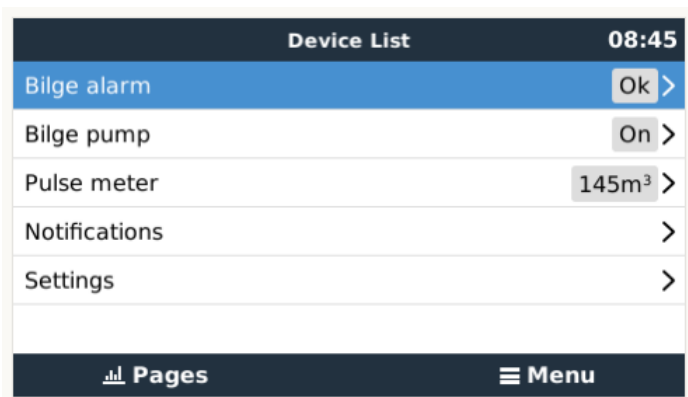 Device List 08:45
Bilge alarm Ok
Bilge pump On
Pulse meter 145m³
Notifications
Settings
Pages Menu